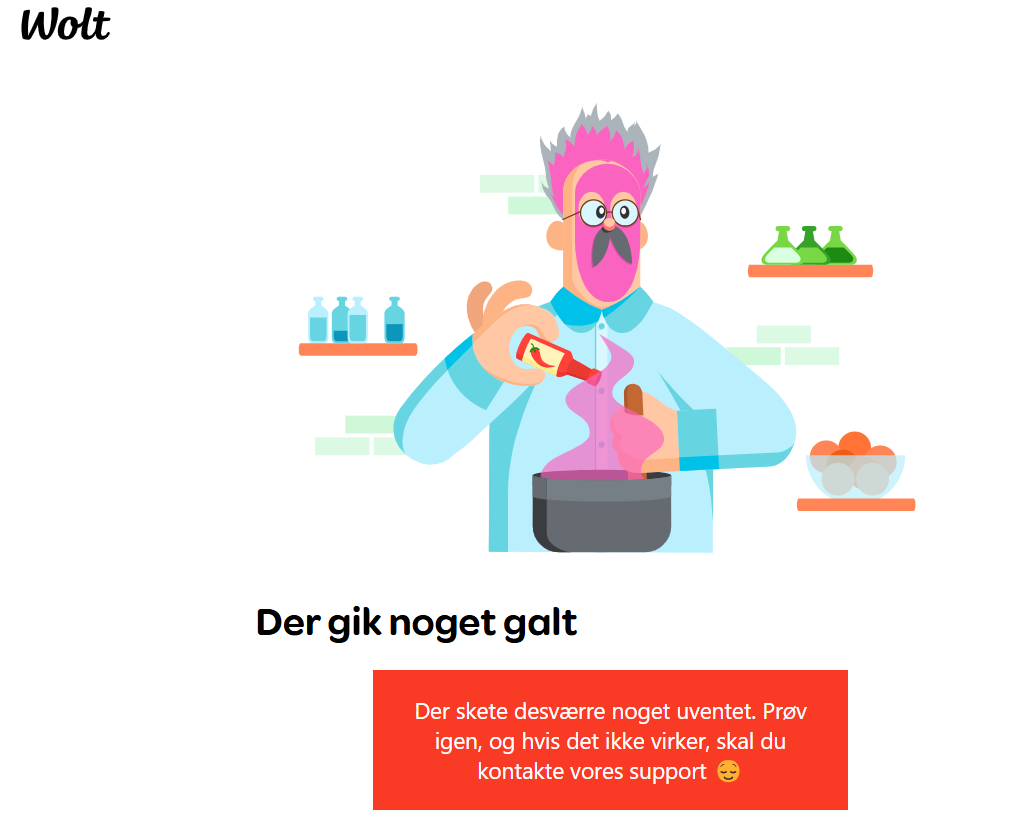 Wolt
Der gik noget galt
Der skete desværre noget uventet. Prøv
igen, og hvis det ikke virker, skal du
kontakte vores support 😌